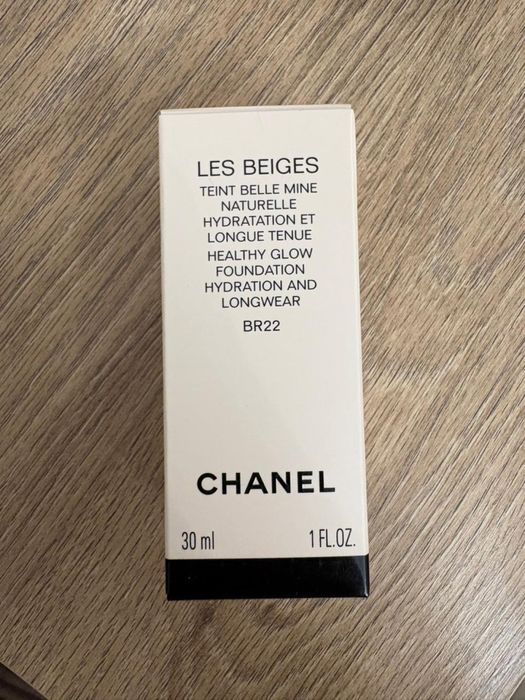 LES BEIGES
TEINT BELLE MINE
NATURELLE
HYDRATATION ET
LONGUE TENUE
HEALTHY GLOW
FOUNDATION
HYDRATION AND
LONGWEAR
BR22
CHANEL
30 ml 1 FL.OZ.